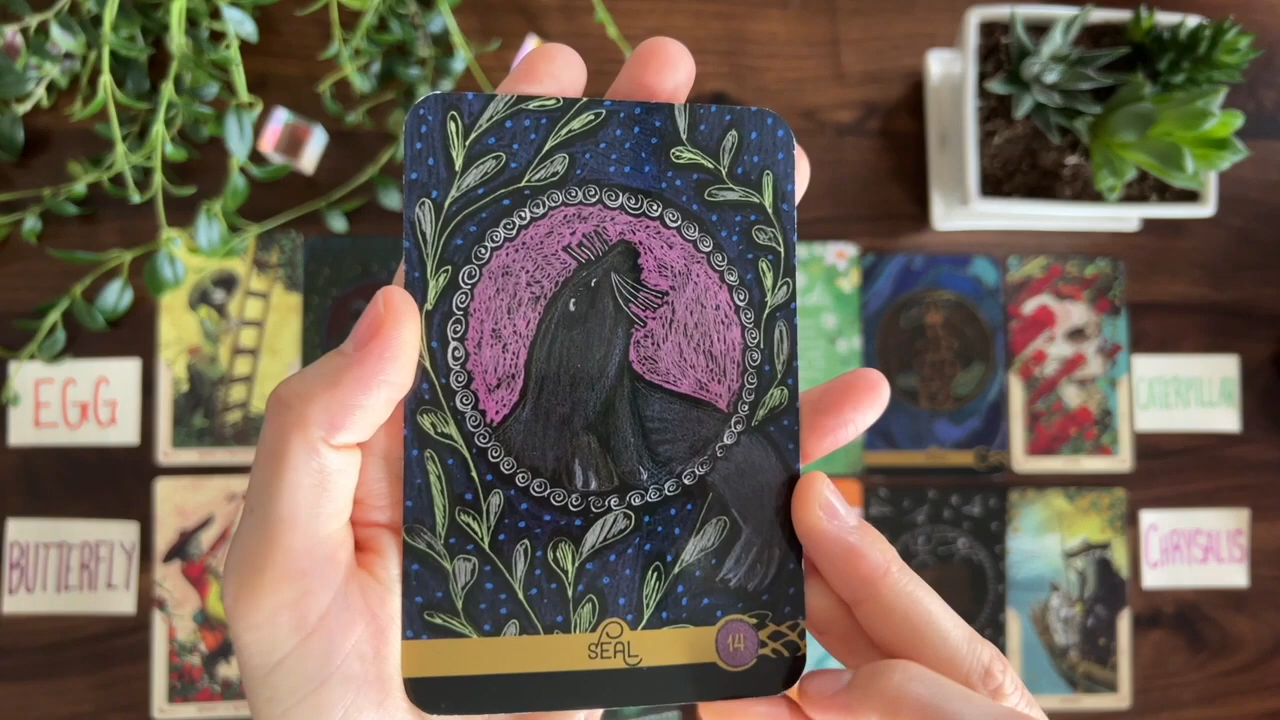 EGG
CATERPILLAR
BUTTERFLY
CHRYSALIS
SEAL
14